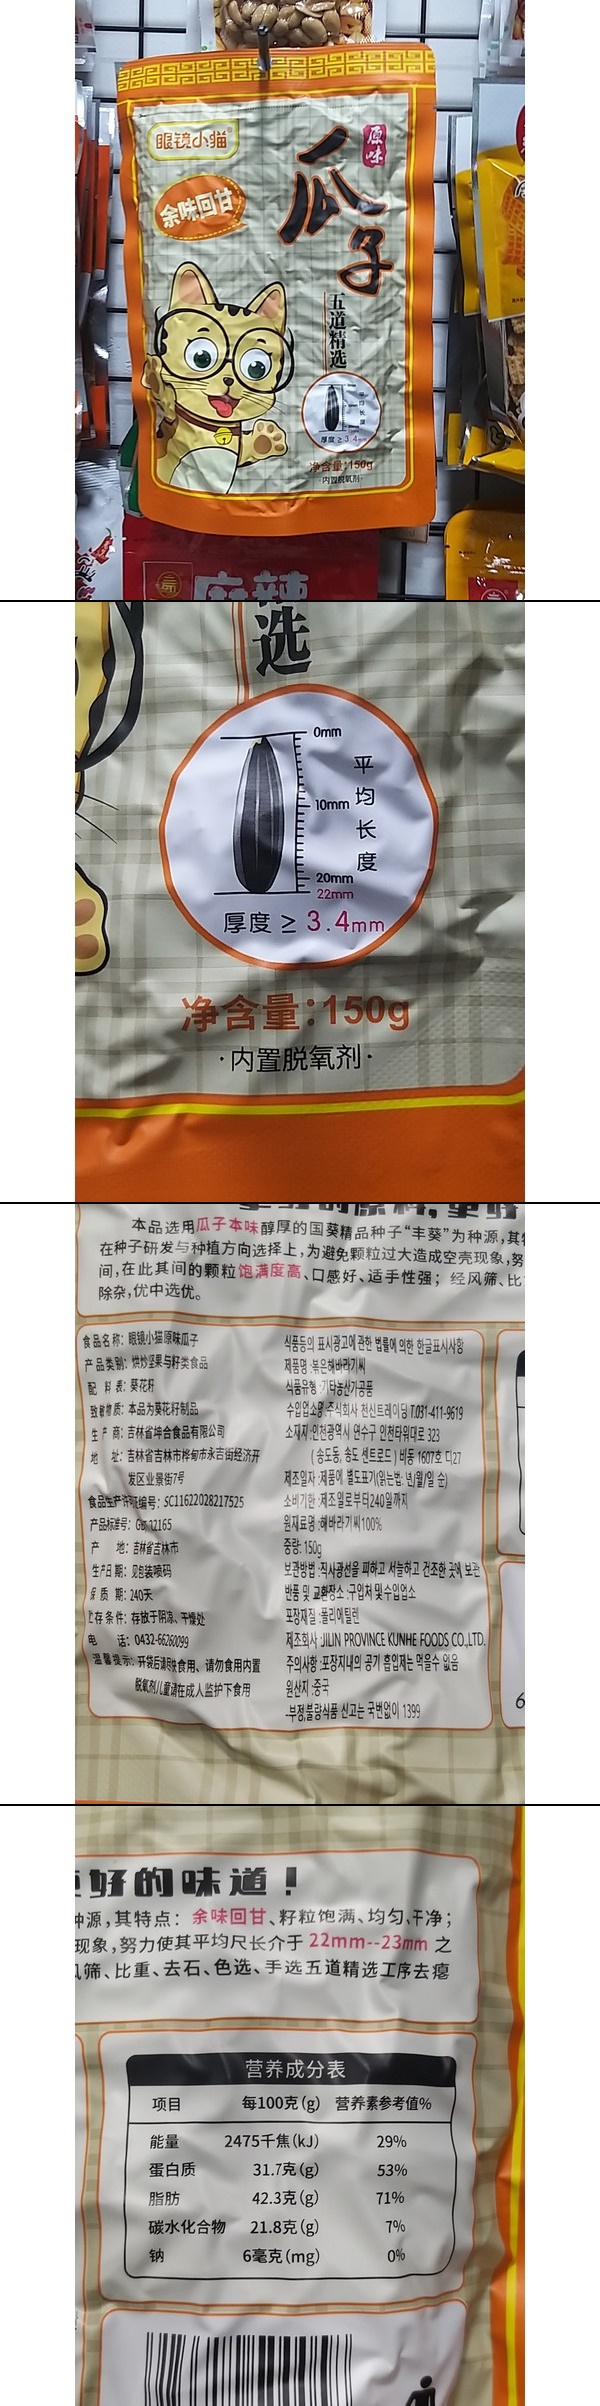 眼镜小猫®
原味
瓜子
余味回甘
五道精选
平均长度
厚度 ≥ 3.4mm
净含量:150g
·内置脱氧剂·
麻辣
选
0mm
平均长度
10mm
20mm
22mm
厚度 ≥ 3.4mm
净含量:150g
·内置脱氧剂·
本品选用瓜子本味醇厚的国葵精品种子“丰葵”为种源,其特
在种子研发与种植方向选择上,为避免颗粒过大造成空壳现象,努
间,在此其间的颗粒饱满度高、口感好、适手性强; 经风筛、比
除杂,优中选优。
食品名称: 眼镜小猫原味瓜子
产品类别: 烘炒坚果与籽类食品
配 料 表: 葵花籽
致敏物质: 本品为葵花籽制品
生 产 商: 吉林省坤合食品有限公司
地 址: 吉林省吉林市桦甸市永吉街经济开
发区业景街7号
食品生产许可证编号: SC11622028217525
产品标准号:
产 地: 吉林省吉林市
生产日期: 见包装喷码
保 质 期: 240天
贮存条件: 存放于阴凉、干燥处
电 话: 0432-6626099
温馨提示: 开袋后请尽快食用、请勿食用内置
脱氧剂儿童请在成人监护下食用
식품등의 표시광고에 관한 법률에 의한 한글표시사항
제품명 :볶은해바라기씨
식품유형 :기타농산가공품
수입업소명 :주식회사 천신트레이딩 T.031-411-9619
소재지 :인천광역시 연수구 인천타워대로 323
( 송도동, 송도 센트로드 ) 비동 1607호 디27
제조일자 :제품에 별도표기(읽는법: 년/월/일 순)
소비기한 :제조일로부터240일까지
원재료명 :해바라기씨100%
중량: 150g
보관방법 :직사광선을 피하고 서늘하고 건조한 곳에 보관
반품 및 교환장소 :구입처 및 수입업소
포장재질 :폴리에틸렌
제조회사 :JILIN PROVINCE KUNHE FOODS CO.,LTD.
주의사항 :포장지내의 공기 흡입제는 먹을수 없음
원산지 :중국
-부정,불량식품 신고는 국번없이 1399
更好的味道！
种源,其特点: 余味回甘、籽粒饱满、均匀、干净;
现象,努力使其平均尺长介于 22mm--23mm 之
风筛、比重、去石、色选、手选五道精选工序去瘪
营养成分表
项目 每100克(g) 营养素参考值%
能量 2475千焦(kJ) 29%
蛋白质 31.7克(g) 53%
脂肪 42.3克(g) 71%
碳水化合物 21.8克(g) 7%
钠 6毫克(mg) 0%